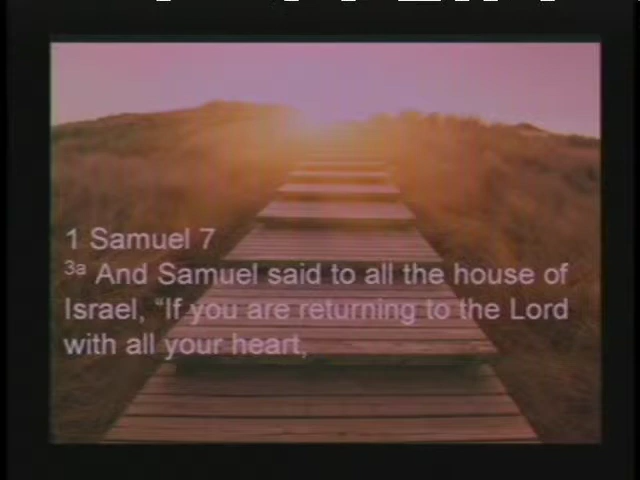 1 Samuel 7
3a And Samuel said to all the house of
Israel, “If you are returning to the Lord
with all your heart,